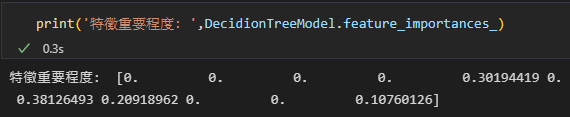 print('特徵重要程度: ',DecidionTreeModel.feature_importances_)
✓ 0.3s
特徵重要程度:  [0.         0.         0.         0.         0.30194419 0.
 0.38126493 0.20918962 0.         0.         0.10760126]